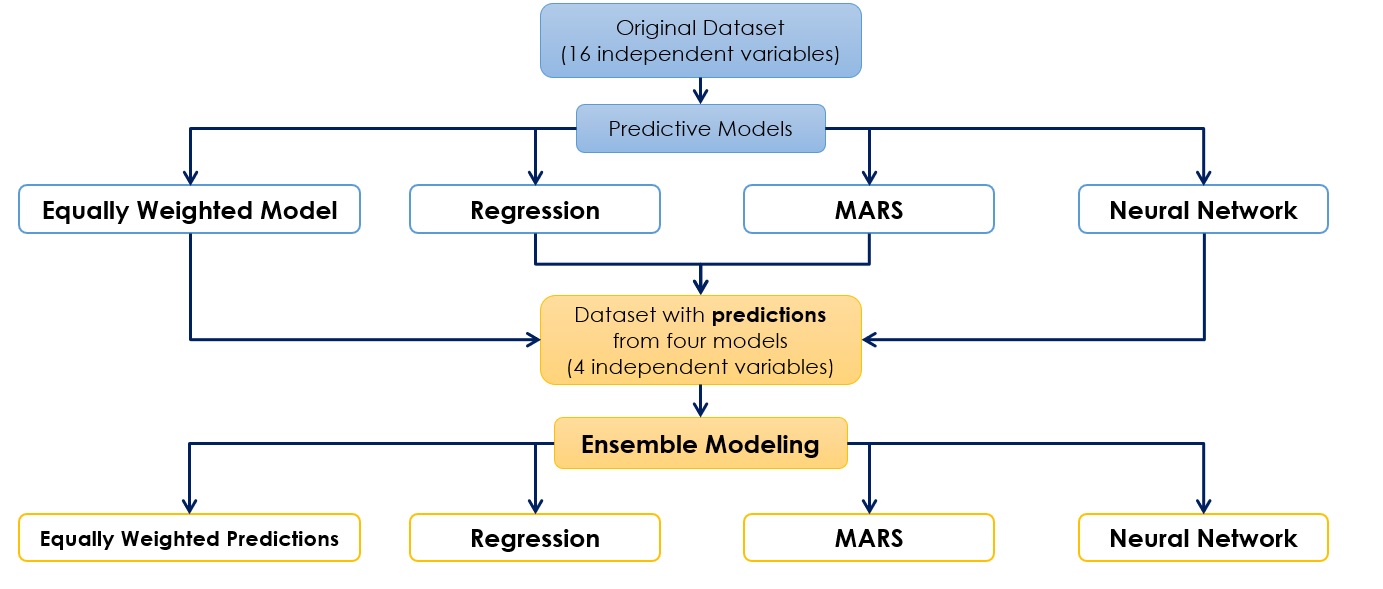 Original Dataset
(16 independent variables)
Predictive Models
Equally Weighted Model
Regression
MARS
Neural Network
Dataset with predictions
from four models
(4 independent variables)
Ensemble Modeling
Equally Weighted Predictions
Regression
MARS
Neural Network